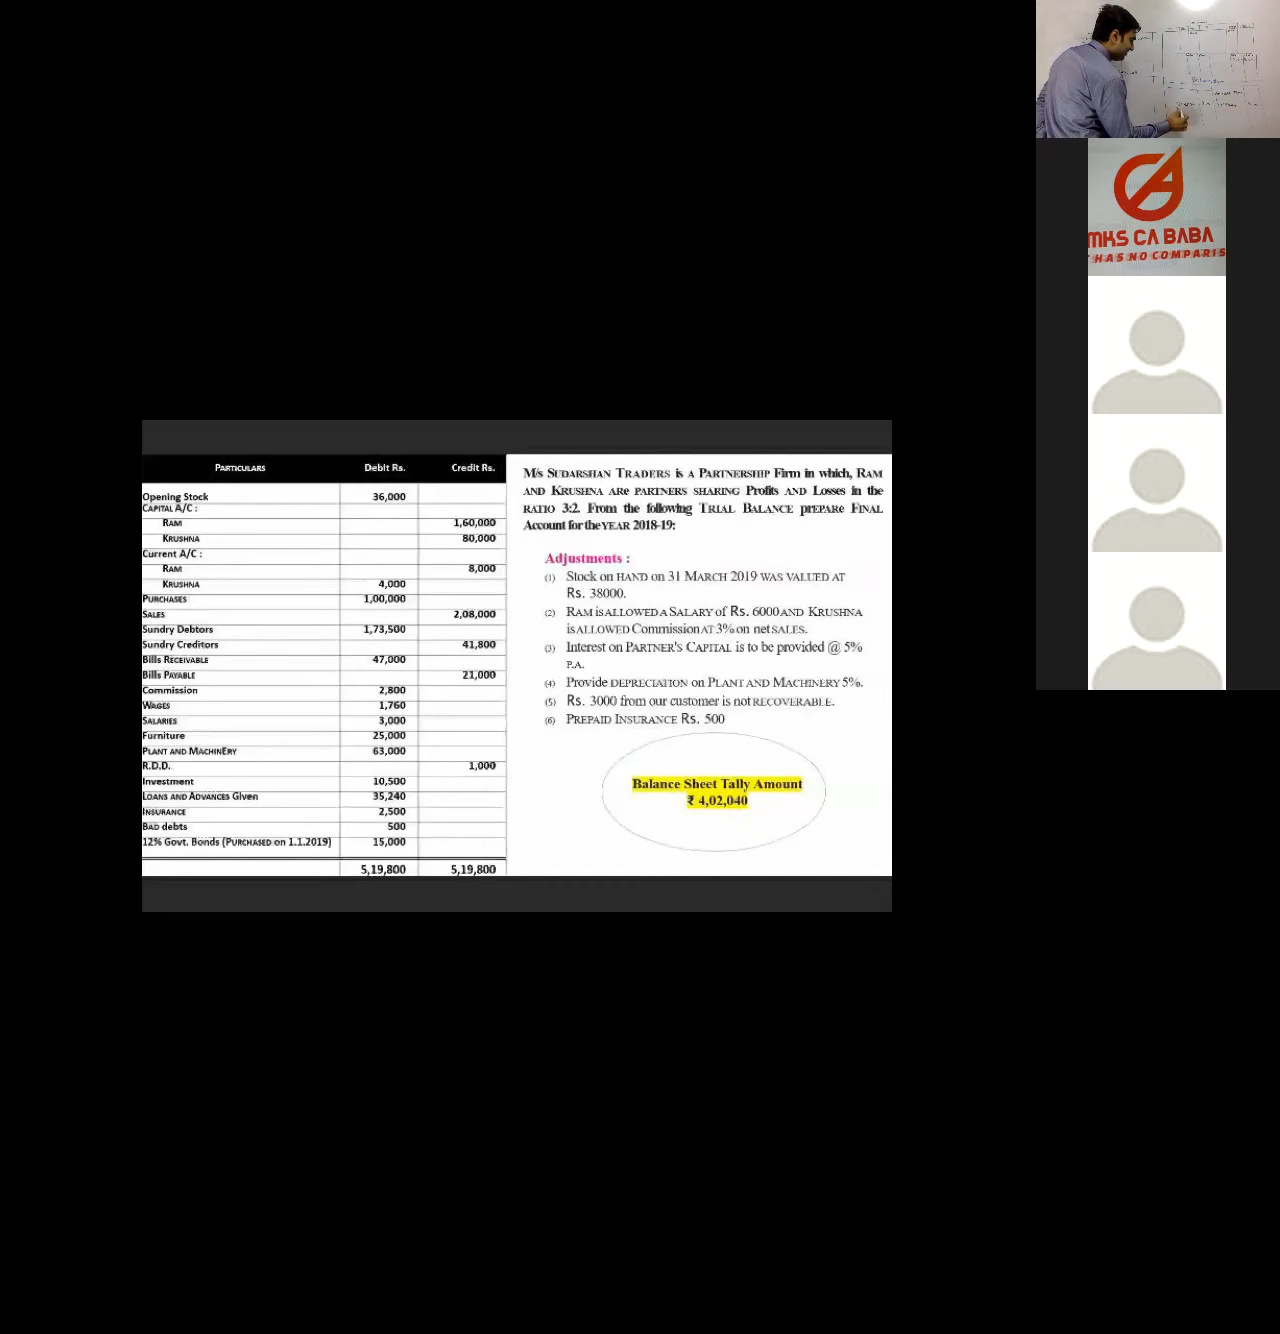 PARTICULARS Debit Rs. Credit Rs.
Opening Stock 36,000
CAPITAL A/C :
RAM 1,60,000
KRUSHNA 80,000
Current A/C :
RAM 8,000
KRUSHNA 4,000
PURCHASES 1,00,000
SALES 2,08,000
Sundry Debtors 1,73,500
Sundry Creditors 41,800
Bills RECEIVABLE 47,000
Bills PAYABLE 21,000
Commission 2,800
WAGES 1,760
SALARIES 3,000
Furniture 25,000
PLANT AND MACHINERY 63,000
R.D.D. 1,000
Investment 10,500
LOANS AND ADVANCES Given 35,240
INSURANCE 2,500
BAD debts 500
12% Govt. Bonds (PURCHASED on 1.1.2019) 15,000
5,19,800 5,19,800
M/s SUDARSHAN TRADERS is A PARTNERSHIP Firm in which, RAM
AND KRUSHNA ARe PARTNERS SHARING Profits AND Losses in the
RATIO 3:2. From the following TRIAL BALANCE prEPARE FINAL
Account for the YEAR 2018-19:
Adjustments :
(1) Stock on HAND on 31 MARCH 2019 WAS VALUED AT
Rs. 38000.
(2) RAM is ALLOWED A SALARY of Rs. 6000 AND KRUSHNA
is ALLOWED Commission AT 3% on net SALES.
(3) Interest on PARTNER'S CAPITAL is to be provided @ 5%
P.A.
(4) Provide DEPRECIATION on PLANT AND MACHINERY 5%.
(5) Rs. 3000 from our customer is not RECOVERABLE.
(6) PREPAID INSURANCE Rs. 500
Balance Sheet Tally Amount
₹ 4,02,040
MKS CA BABA
HAS NO COMPARIS